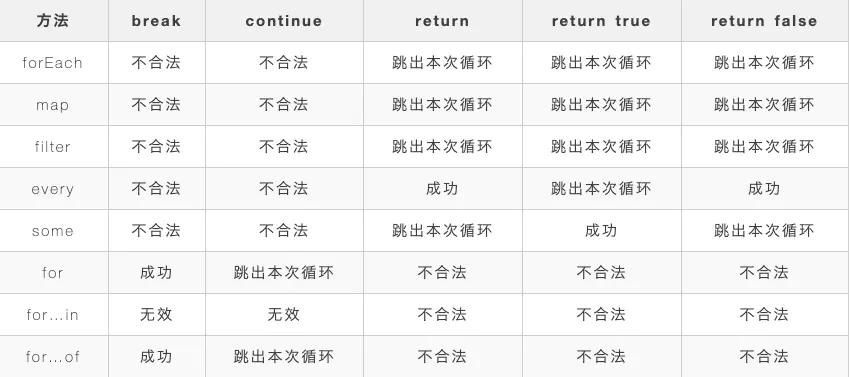 方法 break continue return return true return false
forEach 不合法 不合法 跳出本次循环 跳出本次循环 跳出本次循环
map 不合法 不合法 跳出本次循环 跳出本次循环 跳出本次循环
filter 不合法 不合法 跳出本次循环 跳出本次循环 跳出本次循环
every 不合法 不合法 成功 跳出本次循环 成功
some 不合法 不合法 跳出本次循环 成功 跳出本次循环
for 成功 跳出本次循环 不合法 不合法 不合法
for...in 无效 无效 不合法 不合法 不合法
for...of 成功 跳出本次循环 不合法 不合法 不合法